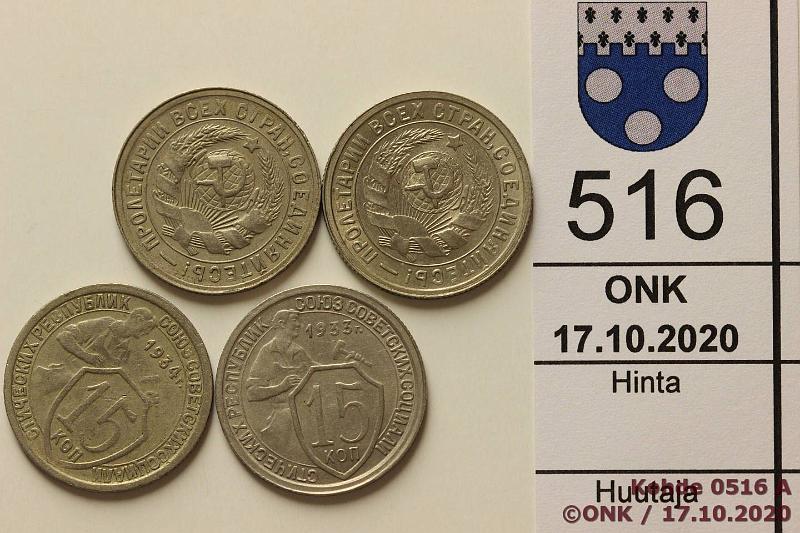 ПРОЛЕТАРИИ ВСЕХ СТРАН, СОЕДИНЯЙТЕСЬ! —
ПРОЛЕТАРИИ ВСЕХ СТРАН, СОЕДИНЯЙТЕСЬ! —
СОЮЗ СОВЕТСКИХ СОЦИАЛИСТИЧЕСКИХ РЕСПУБЛИК
1934г.
15
КОП
СОЮЗ СОВЕТСКИХ СОЦИАЛИСТИЧЕСКИХ РЕСПУБЛИК
1933г.
15
КОП
516
ONK
17.10.2020
Hinta
Huutaja
Kohde 0516 A
©ONK / 17.10.2020